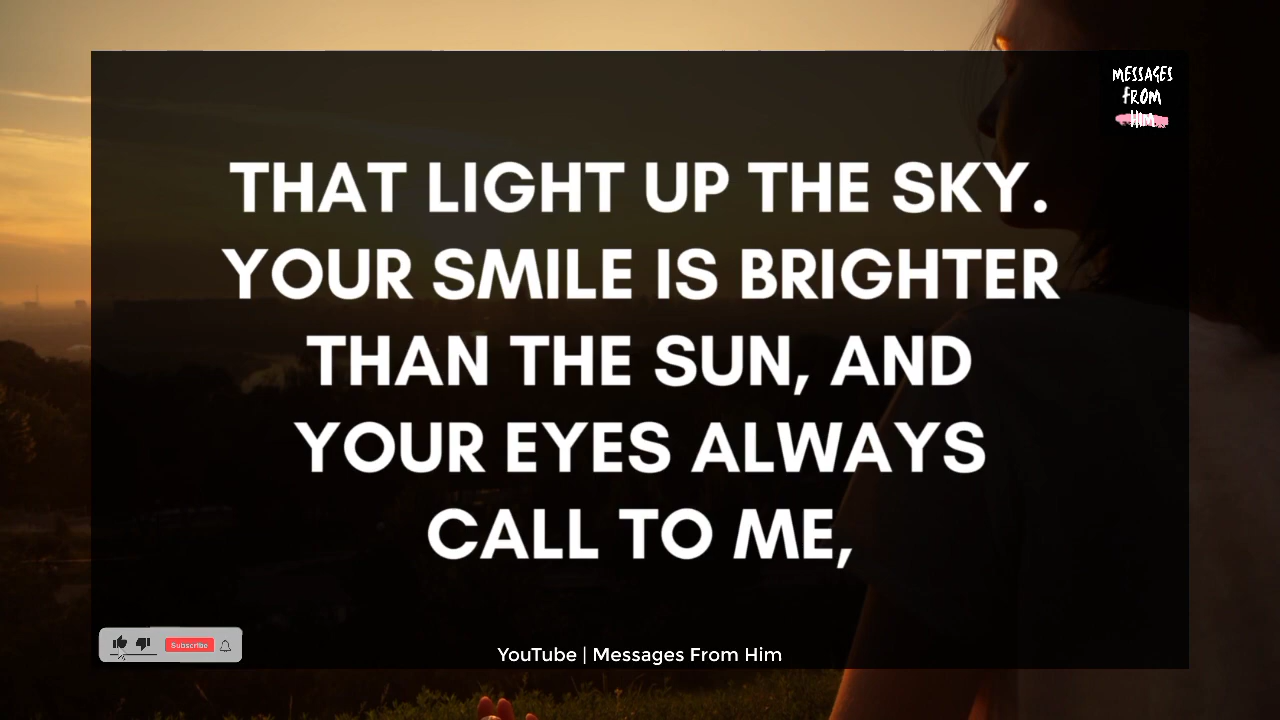 MESSAGES
FROM
HIM
THAT LIGHT UP THE SKY.
YOUR SMILE IS BRIGHTER
THAN THE SUN, AND
YOUR EYES ALWAYS
CALL TO ME,
Subscribe
YouTube | Messages From Him